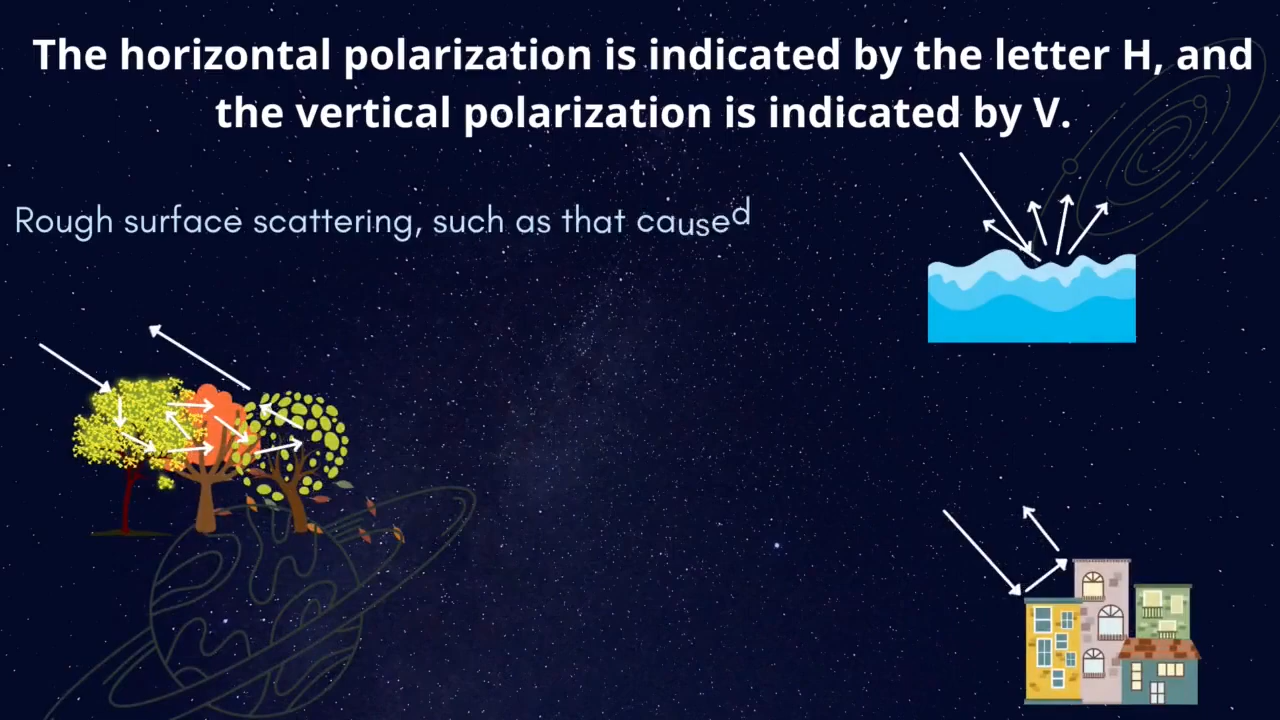 The horizontal polarization is indicated by the letter H, and
the vertical polarization is indicated by V.
Rough surface scattering, such as that caused